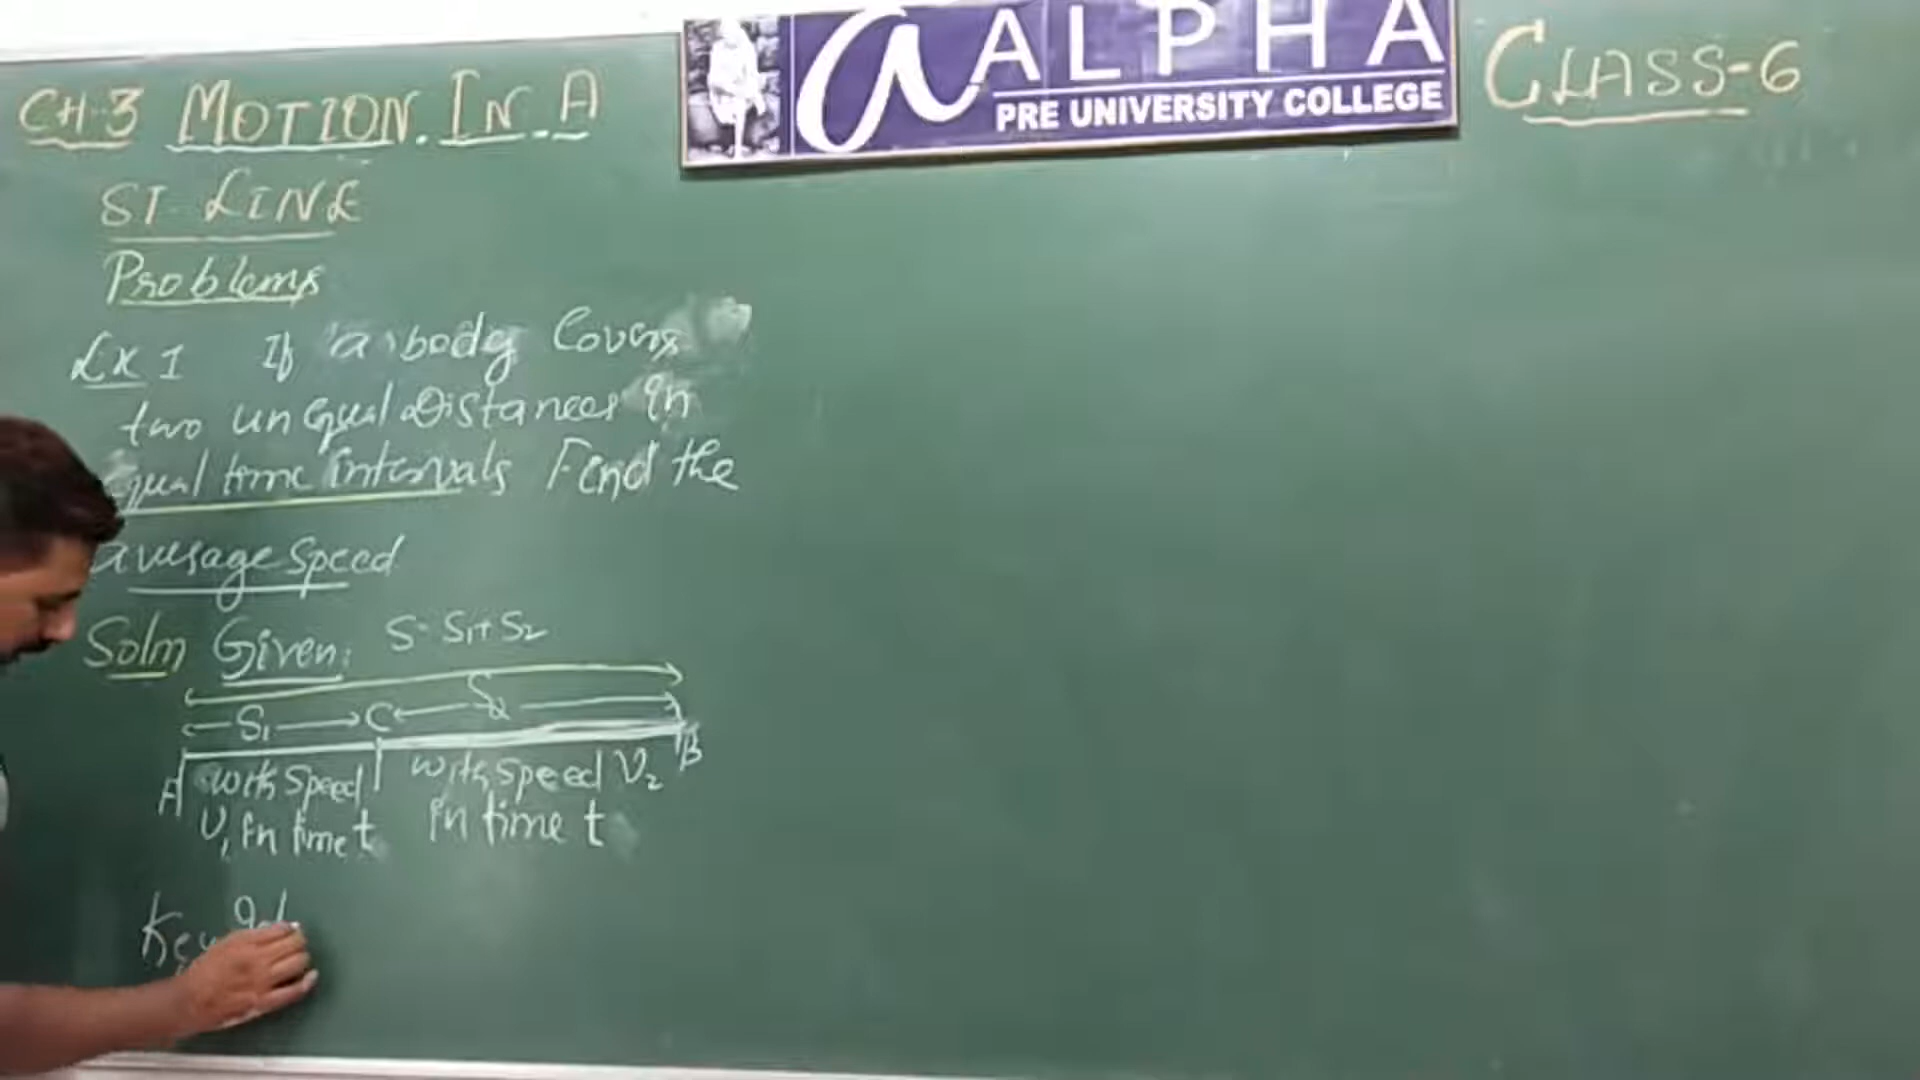 CH-3 MOTION. IN. A
ST LINE
Problems
Ex 1 If a body Covers
two unEqual Distances in
Equal time intervals Find the
average speed
Soln Given: S = S1 + S2
S1 C S2
A B
with speed with speed V2
V1 in time t in time t
Key
a ALPHA
PRE UNIVERSITY COLLEGE
CLASS-6